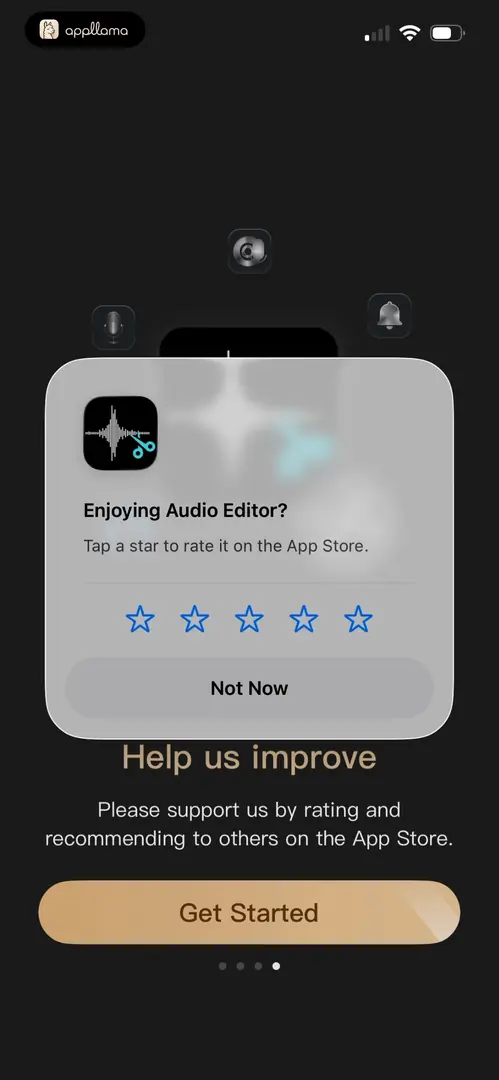 appllama
Enjoying Audio Editor?
Tap a star to rate it on the App Store.
Not Now
Help us improve
Please support us by rating and
recommending to others on the App Store.
Get Started